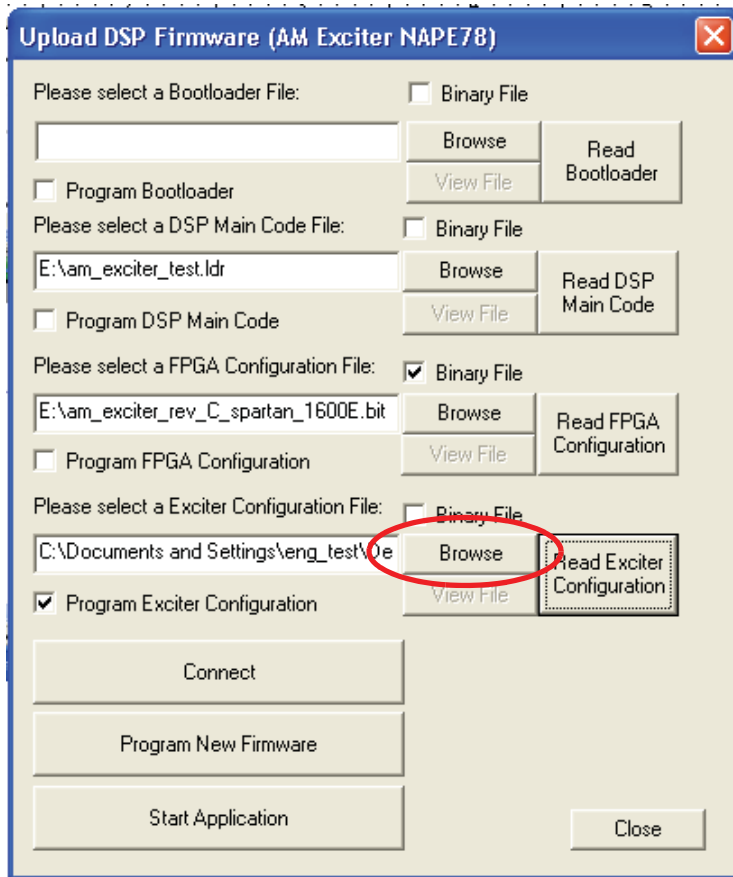 Upload DSP Firmware (AM Exciter NAPE78)
Please select a Bootloader File:
Binary File
Browse
Read
Bootloader
View File
Program Bootloader
Please select a DSP Main Code File:
Binary File
E:\am_exciter_test.ldr
Browse
Read DSP
Main Code
View File
Program DSP Main Code
Please select a FPGA Configuration File:
Binary File
E:\am_exciter_rev_C_spartan_1600E.bit
Browse
Read FPGA
Configuration
View File
Program FPGA Configuration
Please select a Exciter Configuration File:
Binary File
C:\Documents and Settings\eng_test\De
Browse
Read Exciter
Configuration
View File
Program Exciter Configuration
Connect
Program New Firmware
Start Application
Close